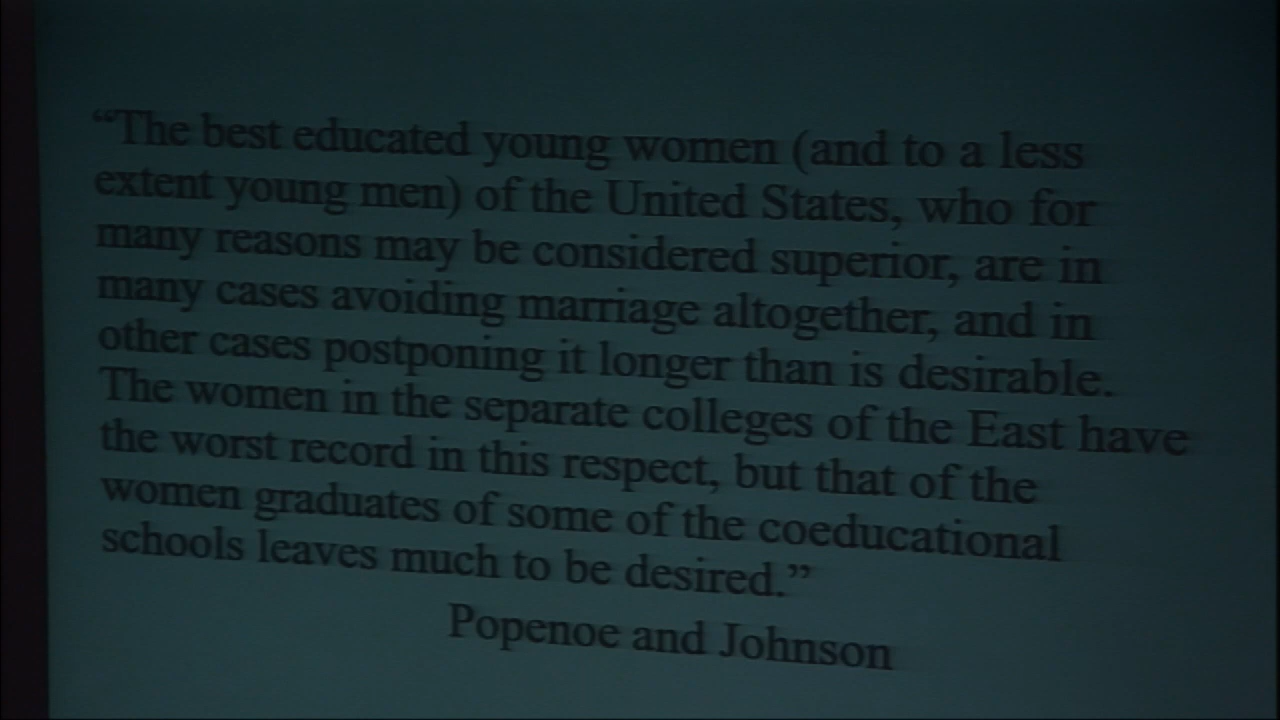 “The best educated young women (and to a less
extent young men) of the United States, who for
many reasons may be considered superior, are in
many cases avoiding marriage altogether, and in
other cases postponing it longer than is desirable.
The women in the separate colleges of the East have
the worst record in this respect, but that of the
women graduates of some of the coeducational
schools leaves much to be desired.”
Popenoe and Johnson